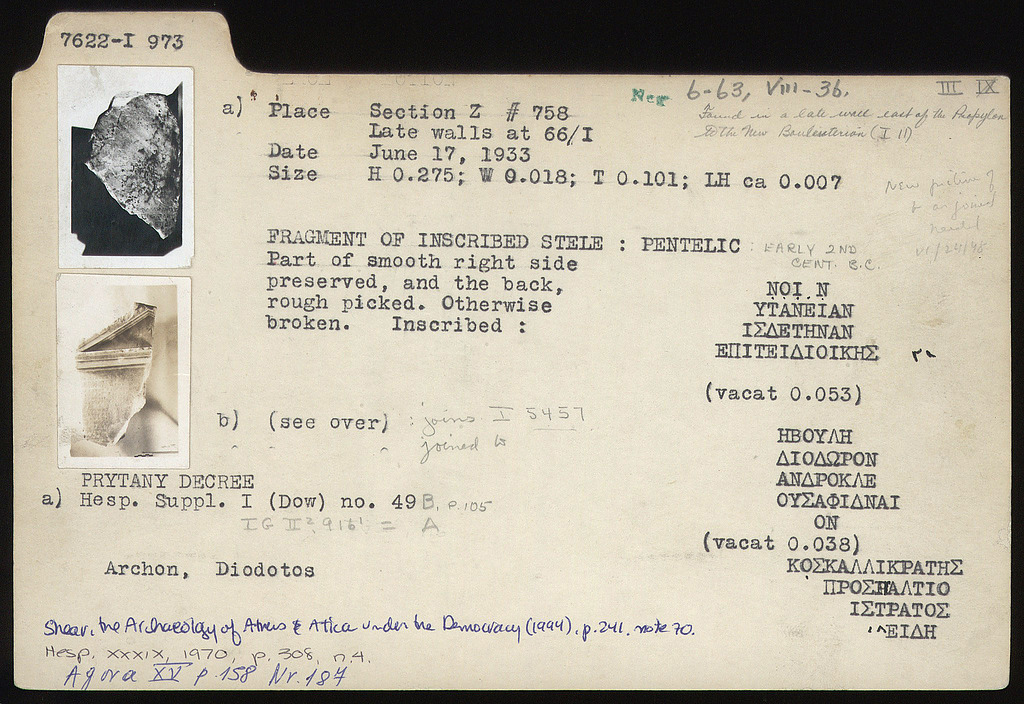 7622-I 973
Neg 6-63, VIII-36. III IX
a) Place Section Z # 758
Late walls at 66/I
Found in a late wall east of the Propylon
to the New Bouleuterion (I 11)
Date June 17, 1933
Size H 0.275; W 0.018; T 0.101; LH ca 0.007
New picture of
joined
FRAGMENT OF INSCRIBED STELE : PENTELIC : EARLY 2ND
CENT. B.C.
Part of smooth right side
preserved, and the back,
rough picked. Otherwise
broken. Inscribed :
ΝΟΙ Ν
ΥΤΑΝΕΙΑΝ
ΙΣΔΕΤΗΝΑΝ
ΕΠΙΤΕΙΔΙΟΙΚΗΣ
(vacat 0.053)
b) (see over) : joins I 5457
joined to
ΗΒΟΥΛΗ
ΔΙΟΔΩΡΟΝ
ΑΝΔΡΟΚΛΕ
ΟΥΣΑΦΙΔΝΑΙ
ΟΝ
(vacat 0.038)
ΚΟΣΚΑΛΛΙΚΡΑΤΗΣ
ΠΡΟΣΠΑΛΤΙΟ
ΙΣΤΡΑΤΟΣ
ΕΙΔΗ
PRYTANY DECREE
a) Hesp. Suppl. I (Dow) no. 49 B, p. 105
IG II² 916¹ = A
Archon, Diodotos
Shear, the Archaeology of Athens & Attica under the Democracy (1994), p. 241, note 70.
Hesp. XXXIX, 1970, p. 308, n. 4.
Agora XV p. 158 Nr. 187